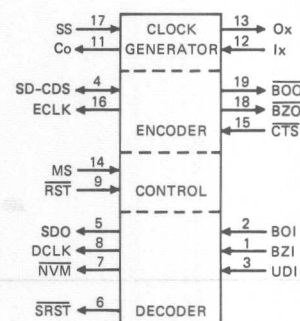 SS 17 CLOCK 13 Ox
Co 11 GENERATOR 12 Ix
SD-CDS 4 19 BOO
ECLK 16 18 BZO
ENCODER 15 CTS
MS 14
RST 9 CONTROL
SDO 5 2 BOI
DCLK 8 1 BZI
NVM 7 3 UDI
SRST 6 DECODER